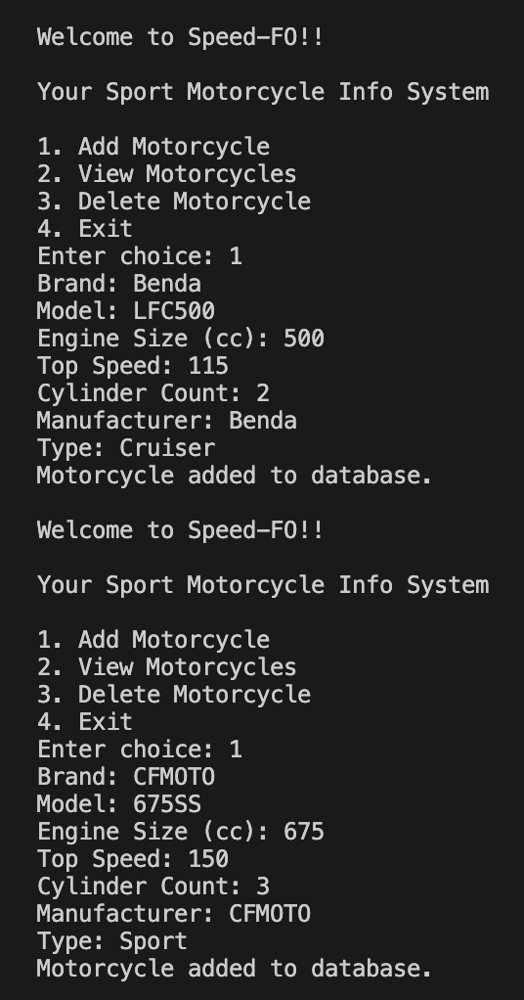 Welcome to Speed-FO!!
Your Sport Motorcycle Info System
1. Add Motorcycle
2. View Motorcycles
3. Delete Motorcycle
4. Exit
Enter choice: 1
Brand: Benda
Model: LFC500
Engine Size (cc): 500
Top Speed: 115
Cylinder Count: 2
Manufacturer: Benda
Type: Cruiser
Motorcycle added to database.
Welcome to Speed-FO!!
Your Sport Motorcycle Info System
1. Add Motorcycle
2. View Motorcycles
3. Delete Motorcycle
4. Exit
Enter choice: 1
Brand: CFMOTO
Model: 675SS
Engine Size (cc): 675
Top Speed: 150
Cylinder Count: 3
Manufacturer: CFMOTO
Type: Sport
Motorcycle added to database.